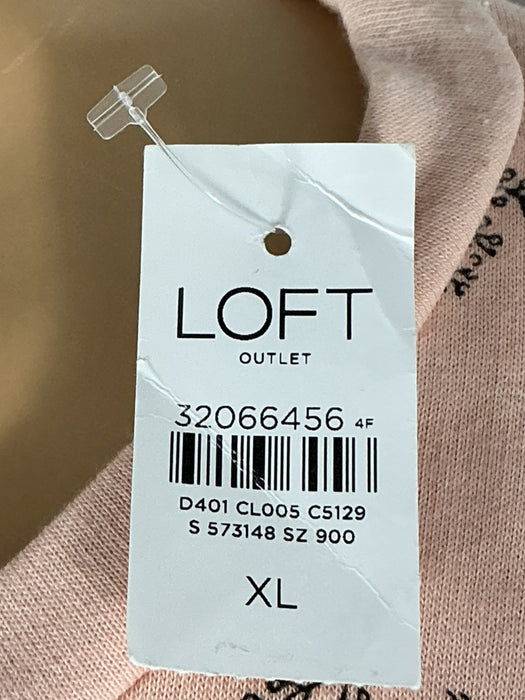 LOFT
OUTLET
32066456 4F
D401 CL005 C5129
S 573148 SZ 900
XL